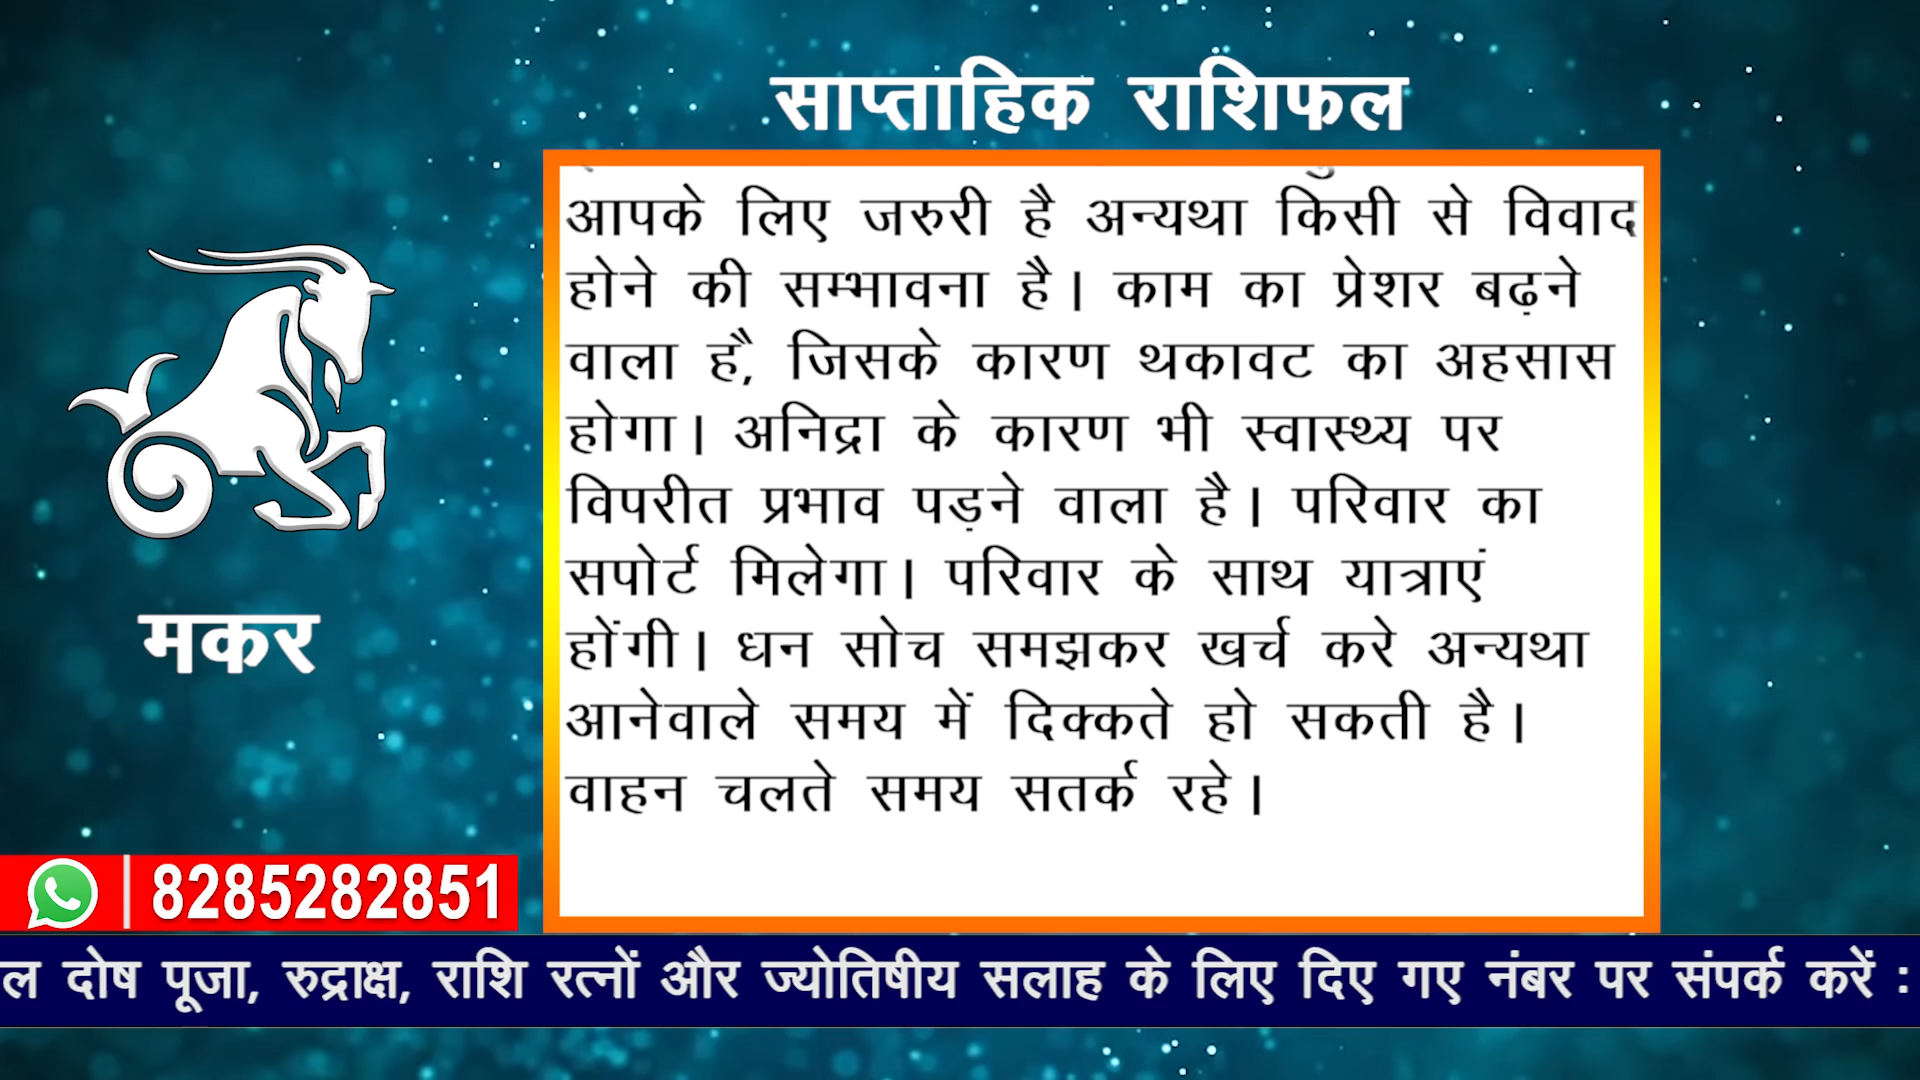 साप्ताहिक राशिफल
आपके लिए जरुरी है अन्यथा किसी से विवाद
होने की सम्भावना है। काम का प्रेशर बढ़ने
वाला है, जिसके कारण थकावट का अहसास
होगा। अनिद्रा के कारण भी स्वास्थ्य पर
विपरीत प्रभाव पड़ने वाला है। परिवार का
सपोर्ट मिलेगा। परिवार के साथ यात्राएं
होंगी। धन सोच समझकर खर्च करे अन्यथा
आनेवाले समय में दिक्कते हो सकती है।
वाहन चलते समय सतर्क रहे।
मकर
8285282851
ल दोष पूजा, रुद्राक्ष, राशि रत्नों और ज्योतिषीय सलाह के लिए दिए गए नंबर पर संपर्क करें :